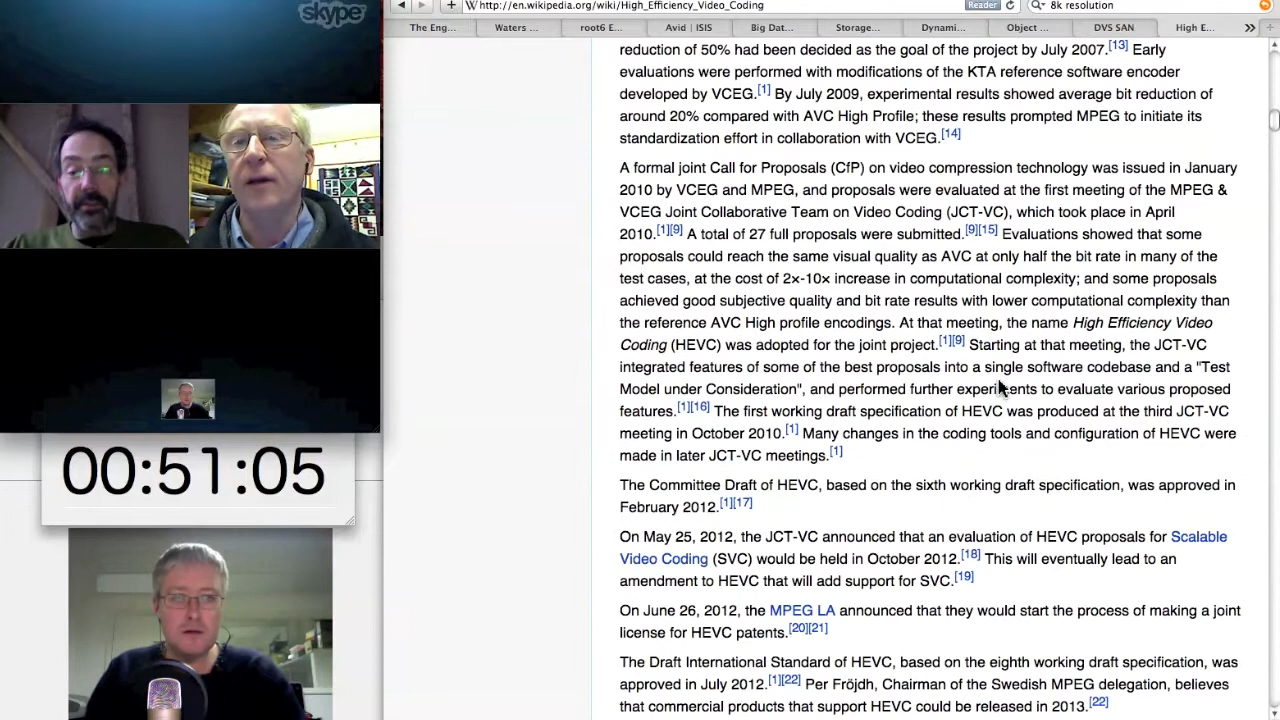 skype
http://en.wikipedia.org/wiki/High_Efficiency_Video_Coding
Reader
8k resolution
The Eng... Waters ... root6 E... Avid | ISIS Big Dat... Storage... Dynami... Object ... DVS SAN High E...
reduction of 50% had been decided as the goal of the project by July 2007.[13] Early
evaluations were performed with modifications of the KTA reference software encoder
developed by VCEG.[1] By July 2009, experimental results showed average bit reduction of
around 20% compared with AVC High Profile; these results prompted MPEG to initiate its
standardization effort in collaboration with VCEG.[14]
A formal joint Call for Proposals (CfP) on video compression technology was issued in January
2010 by VCEG and MPEG, and proposals were evaluated at the first meeting of the MPEG &
VCEG Joint Collaborative Team on Video Coding (JCT-VC), which took place in April
2010.[1][9] A total of 27 full proposals were submitted.[9][15] Evaluations showed that some
proposals could reach the same visual quality as AVC at only half the bit rate in many of the
test cases, at the cost of 2×-10× increase in computational complexity; and some proposals
achieved good subjective quality and bit rate results with lower computational complexity than
the reference AVC High profile encodings. At that meeting, the name High Efficiency Video
Coding (HEVC) was adopted for the joint project.[1][9] Starting at that meeting, the JCT-VC
integrated features of some of the best proposals into a single software codebase and a "Test
Model under Consideration", and performed further experiments to evaluate various proposed
features.[1][16] The first working draft specification of HEVC was produced at the third JCT-VC
meeting in October 2010.[1] Many changes in the coding tools and configuration of HEVC were
made in later JCT-VC meetings.[1]
The Committee Draft of HEVC, based on the sixth working draft specification, was approved in
February 2012.[1][17]
On May 25, 2012, the JCT-VC announced that an evaluation of HEVC proposals for Scalable
Video Coding (SVC) would be held in October 2012.[18] This will eventually lead to an
amendment to HEVC that will add support for SVC.[19]
On June 26, 2012, the MPEG LA announced that they would start the process of making a joint
license for HEVC patents.[20][21]
The Draft International Standard of HEVC, based on the eighth working draft specification, was
approved in July 2012.[1][22] Per Fröjdh, Chairman of the Swedish MPEG delegation, believes
that commercial products that support HEVC could be released in 2013.[22]
00:51:05